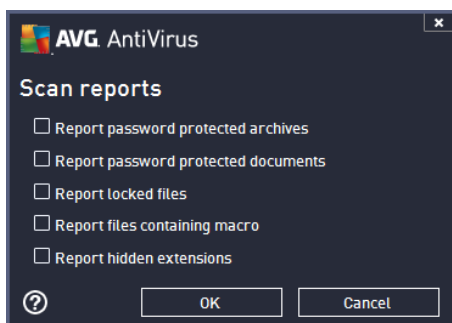 AVG. AntiVirus
Scan reports
Report password protected archives
Report password protected documents
Report locked files
Report files containing macro
Report hidden extensions
OK
Cancel